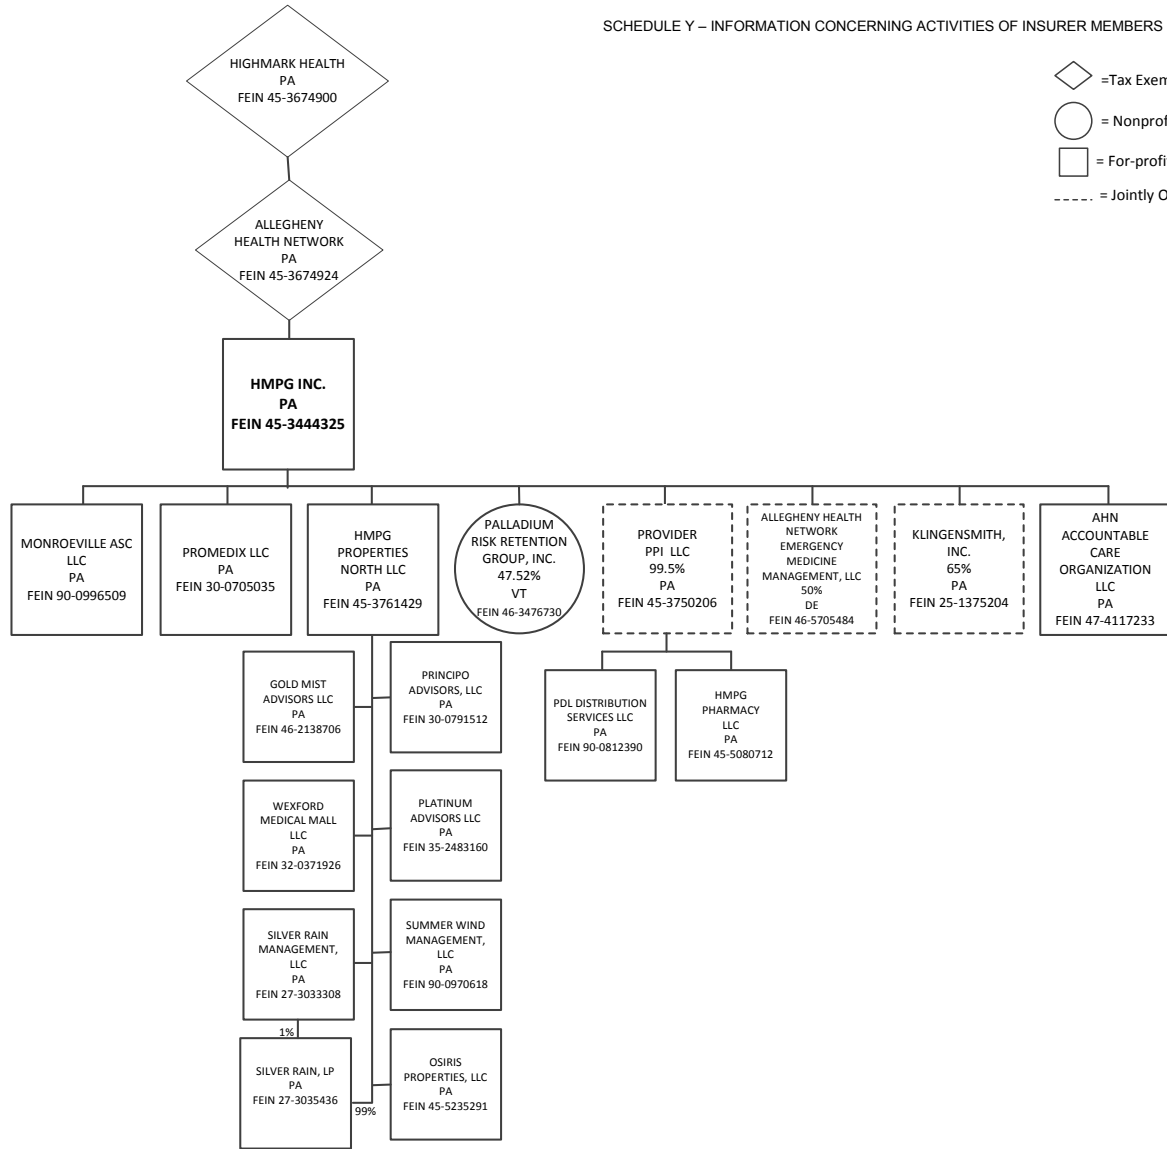 SCHEDULE Y – INFORMATION CONCERNING ACTIVITIES OF INSURER MEMBERS
=Tax Exem
= Nonprof
= For-profi
= Jointly O
HIGHMARK HEALTH
PA
FEIN 45-3674900
ALLEGHENY
HEALTH NETWORK
PA
FEIN 45-3674924
HMPG INC.
PA
FEIN 45-3444325
MONROEVILLE ASC
LLC
PA
FEIN 90-0996509
PROMEDIX LLC
PA
FEIN 30-0705035
HMPG
PROPERTIES
NORTH LLC
PA
FEIN 45-3761429
PALLADIUM
RISK RETENTION
GROUP, INC.
47.52%
VT
FEIN 46-3476730
PROVIDER
PPI LLC
99.5%
PA
FEIN 45-3750206
ALLEGHENY HEALTH
NETWORK
EMERGENCY
MEDICINE
MANAGEMENT, LLC
50%
DE
FEIN 46-5705484
KLINGENSMITH,
INC.
65%
PA
FEIN 25-1375204
AHN
ACCOUNTABLE
CARE
ORGANIZATION
LLC
PA
FEIN 47-4117233
GOLD MIST
ADVISORS LLC
PA
FEIN 46-2138706
PRINCIPO
ADVISORS, LLC
PA
FEIN 30-0791512
PDL DISTRIBUTION
SERVICES LLC
PA
FEIN 90-0812390
HMPG
PHARMACY
LLC
PA
FEIN 45-5080712
WEXFORD
MEDICAL MALL
LLC
PA
FEIN 32-0371926
PLATINUM
ADVISORS LLC
PA
FEIN 35-2483160
SILVER RAIN
MANAGEMENT,
LLC
PA
FEIN 27-3033308
SUMMER WIND
MANAGEMENT,
LLC
PA
FEIN 90-0970618
1%
SILVER RAIN, LP
PA
FEIN 27-3035436
99%
OSIRIS
PROPERTIES, LLC
PA
FEIN 45-5235291